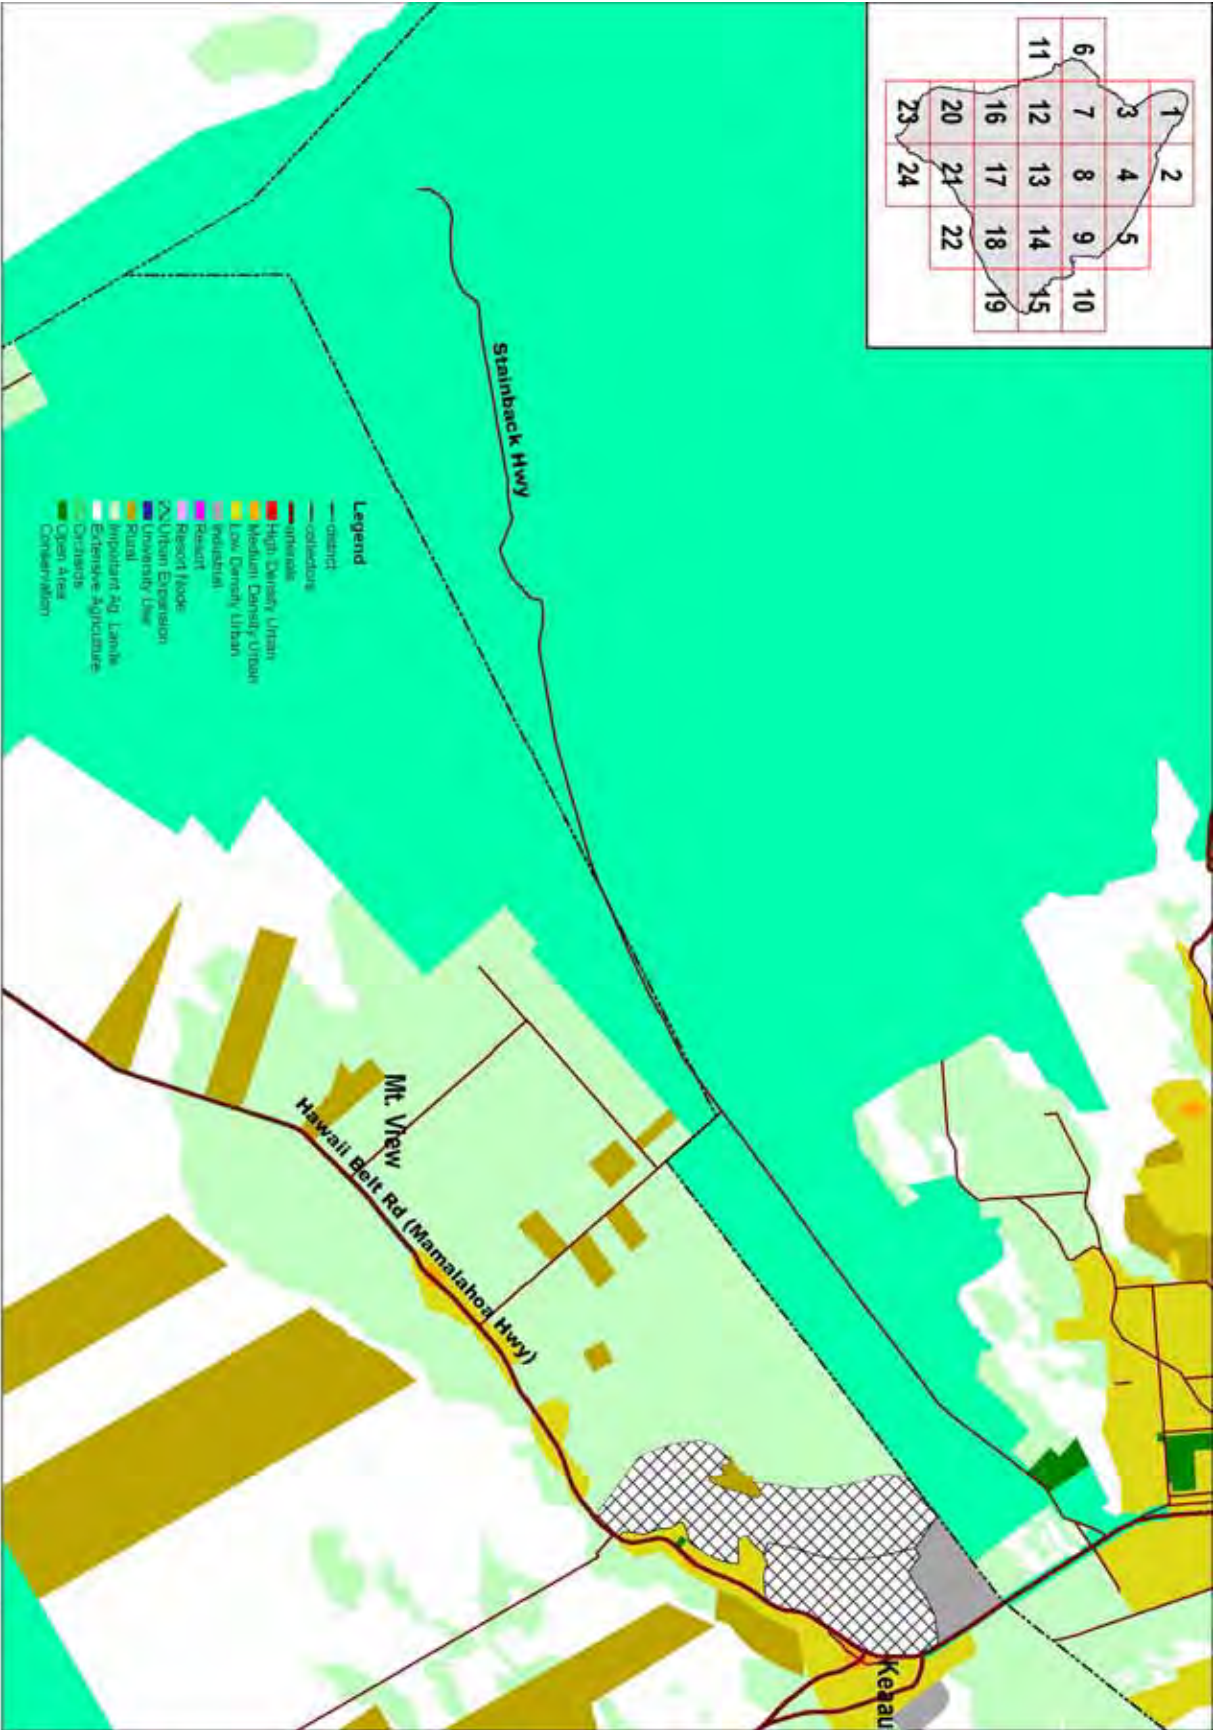 1 2
3 4 5
6 7 8 9 10
11 12 13 14 15
16 17 18 19
20 21 22
23 24
Stainback Hwy
Keaau
Mt. View
Hawaii Belt Rd (Mamalahoa Hwy)
Legend
district
collectors
arterials
High Density Urban
Medium Density Urban
Low Density Urban
Industrial
Resort
Resort Node
Urban Expansion
University Use
Rural
Important Ag. Lands
Extensive Agriculture
Orchards
Open Area
Conservation